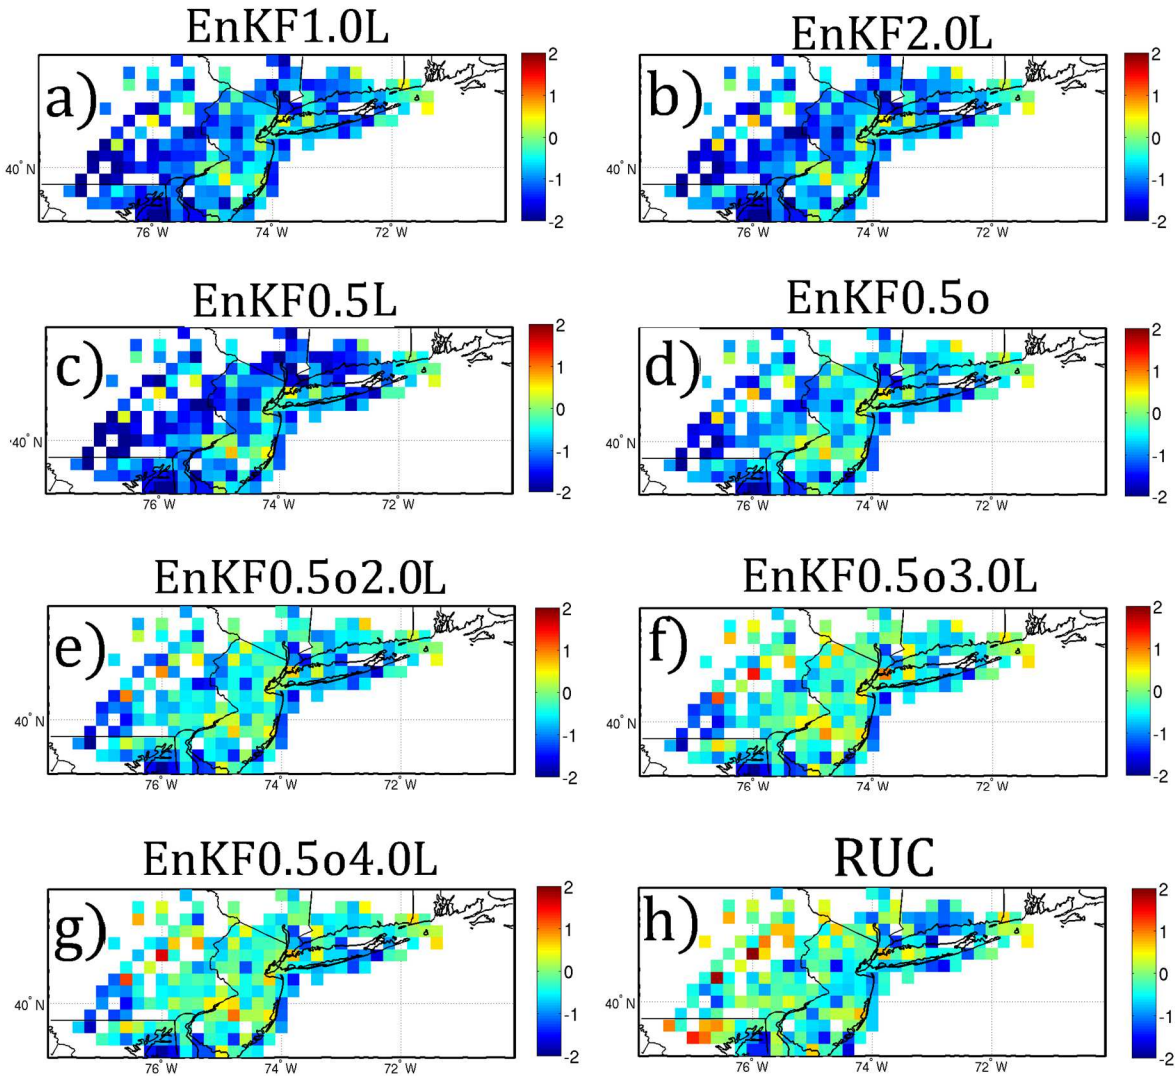 EnKF1.0L
EnKF2.0L
a)
2
1
0
-1
-2
40° N
76° W
74° W
72° W
b)
2
1
0
-1
-2
40° N
76° W
74° W
72° W
EnKF0.5L
EnKF0.5o
c)
2
1
0
-1
-2
40° N
76° W
74° W
72° W
d)
2
1
0
-1
-2
40° N
76° W
74° W
72° W
EnKF0.5o2.0L
EnKF0.5o3.0L
e)
2
1
0
-1
-2
40° N
76° W
74° W
72° W
f)
2
1
0
-1
-2
40° N
76° W
74° W
72° W
EnKF0.5o4.0L
RUC
g)
2
1
0
-1
-2
40° N
76° W
74° W
72° W
h)
2
1
0
-1
-2
40° N
76° W
74° W
72° W